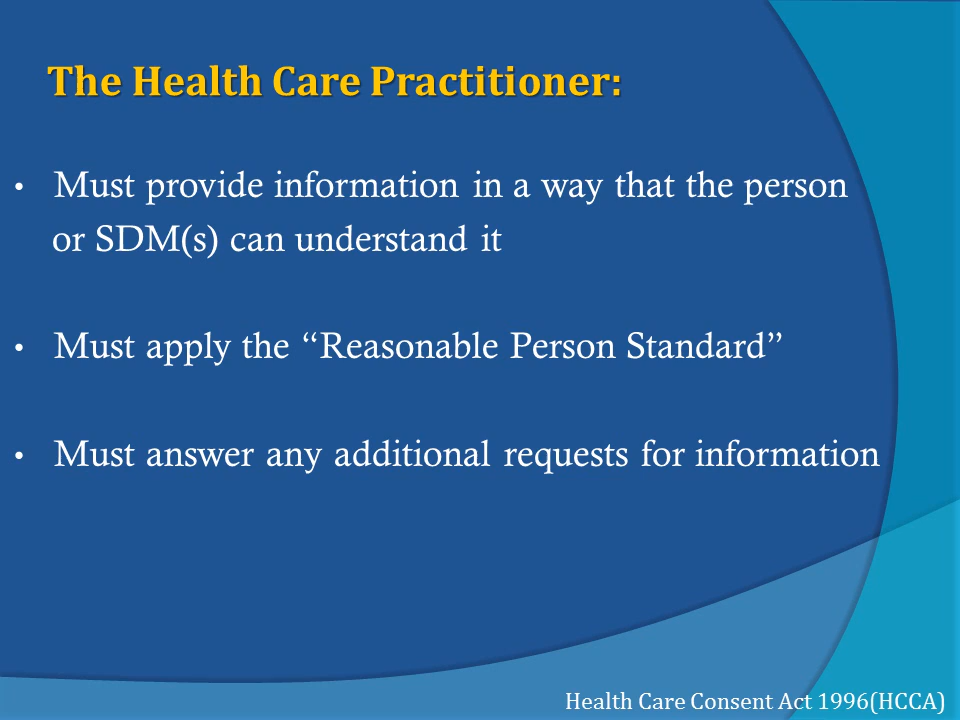 The Health Care Practitioner:
• Must provide information in a way that the person
or SDM(s) can understand it
• Must apply the “Reasonable Person Standard”
• Must answer any additional requests for information
Health Care Consent Act 1996(HCCA)